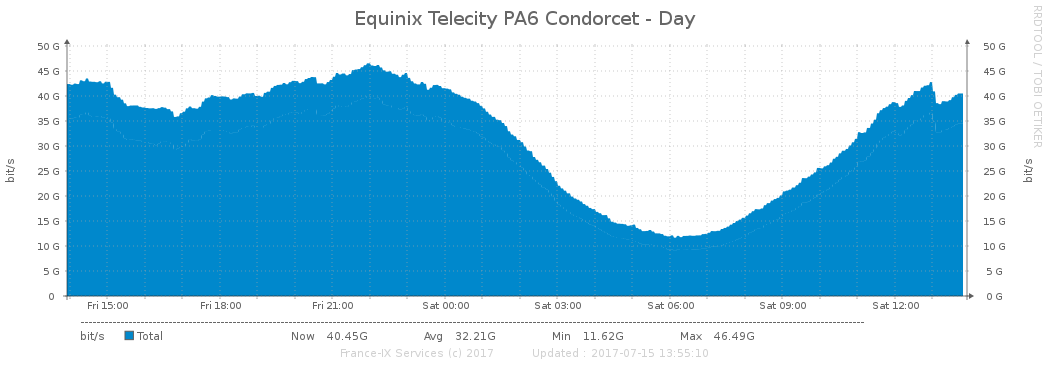 Equinix Telecity PA6 Condorcet - Day
RRDTOOL / TOBI OETIKER
50 G 50 G
45 G 45 G
40 G 40 G
35 G 35 G
30 G 30 G
25 G 25 G
20 G 20 G
15 G 15 G
10 G 10 G
5 G 5 G
0 0 G
bit/s
bit/s
Fri 15:00 Fri 18:00 Fri 21:00 Sat 00:00 Sat 03:00 Sat 06:00 Sat 09:00 Sat 12:00
bit/s Total Now 40.45G Avg 32.21G Min 11.62G Max 46.49G
France-IX Services (c) 2017 Updated : 2017-07-15 13:55:10